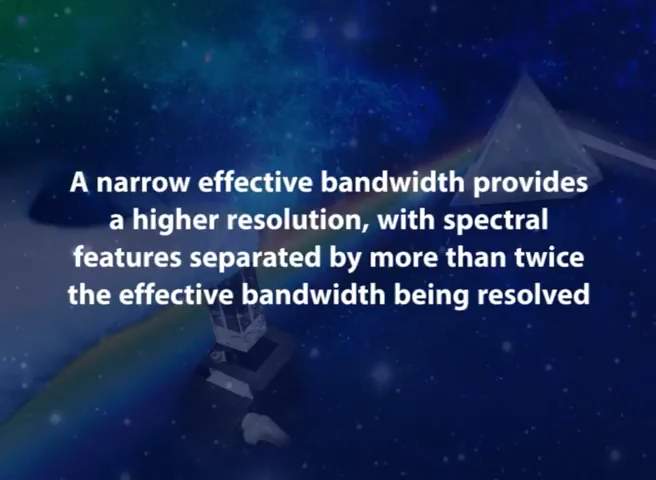 A narrow effective bandwidth provides
a higher resolution, with spectral
features separated by more than twice
the effective bandwidth being resolved